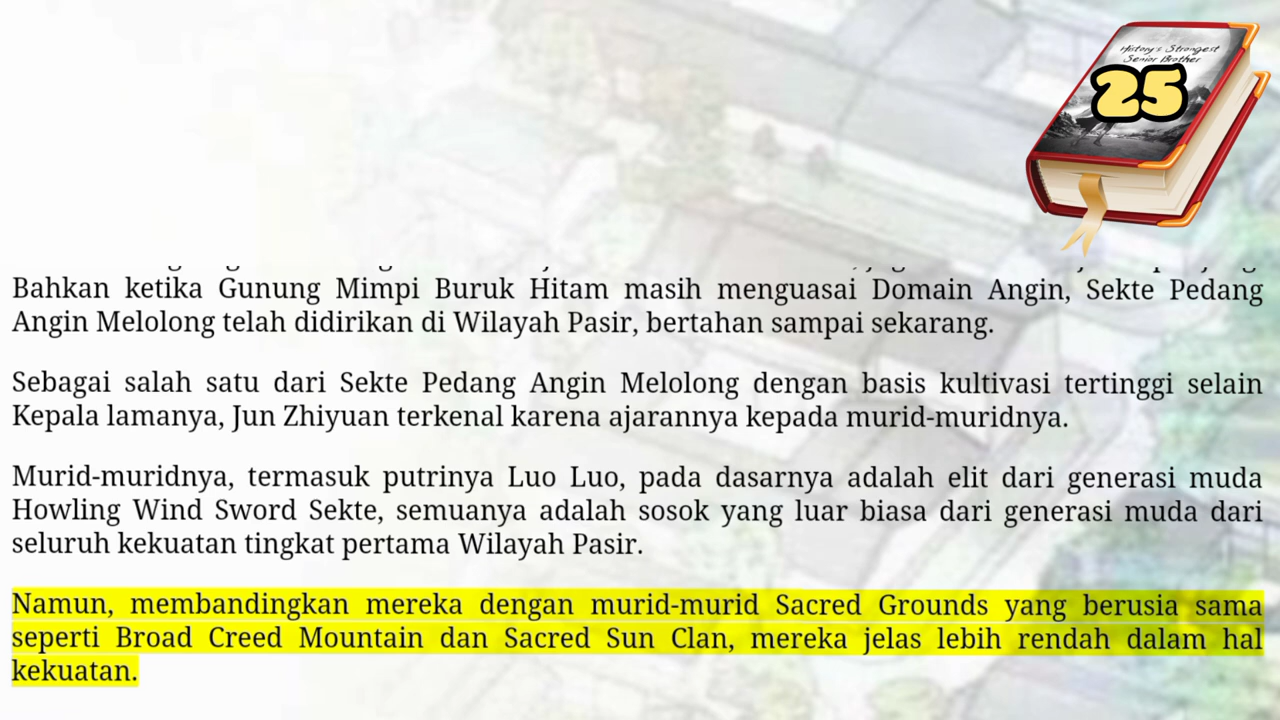 History's Strongest
Senior Brother
25
Bahkan ketika Gunung Mimpi Buruk Hitam masih menguasai Domain Angin, Sekte Pedang
Angin Melolong telah didirikan di Wilayah Pasir, bertahan sampai sekarang.
Sebagai salah satu dari Sekte Pedang Angin Melolong dengan basis kultivasi tertinggi selain
Kepala lamanya, Jun Zhiyuan terkenal karena ajarannya kepada murid-muridnya.
Murid-muridnya, termasuk putrinya Luo Luo, pada dasarnya adalah elit dari generasi muda
Howling Wind Sword Sekte, semuanya adalah sosok yang luar biasa dari generasi muda dari
seluruh kekuatan tingkat pertama Wilayah Pasir.
Namun, membandingkan mereka dengan murid-murid Sacred Grounds yang berusia sama
seperti Broad Creed Mountain dan Sacred Sun Clan, mereka jelas lebih rendah dalam hal
kekuatan.